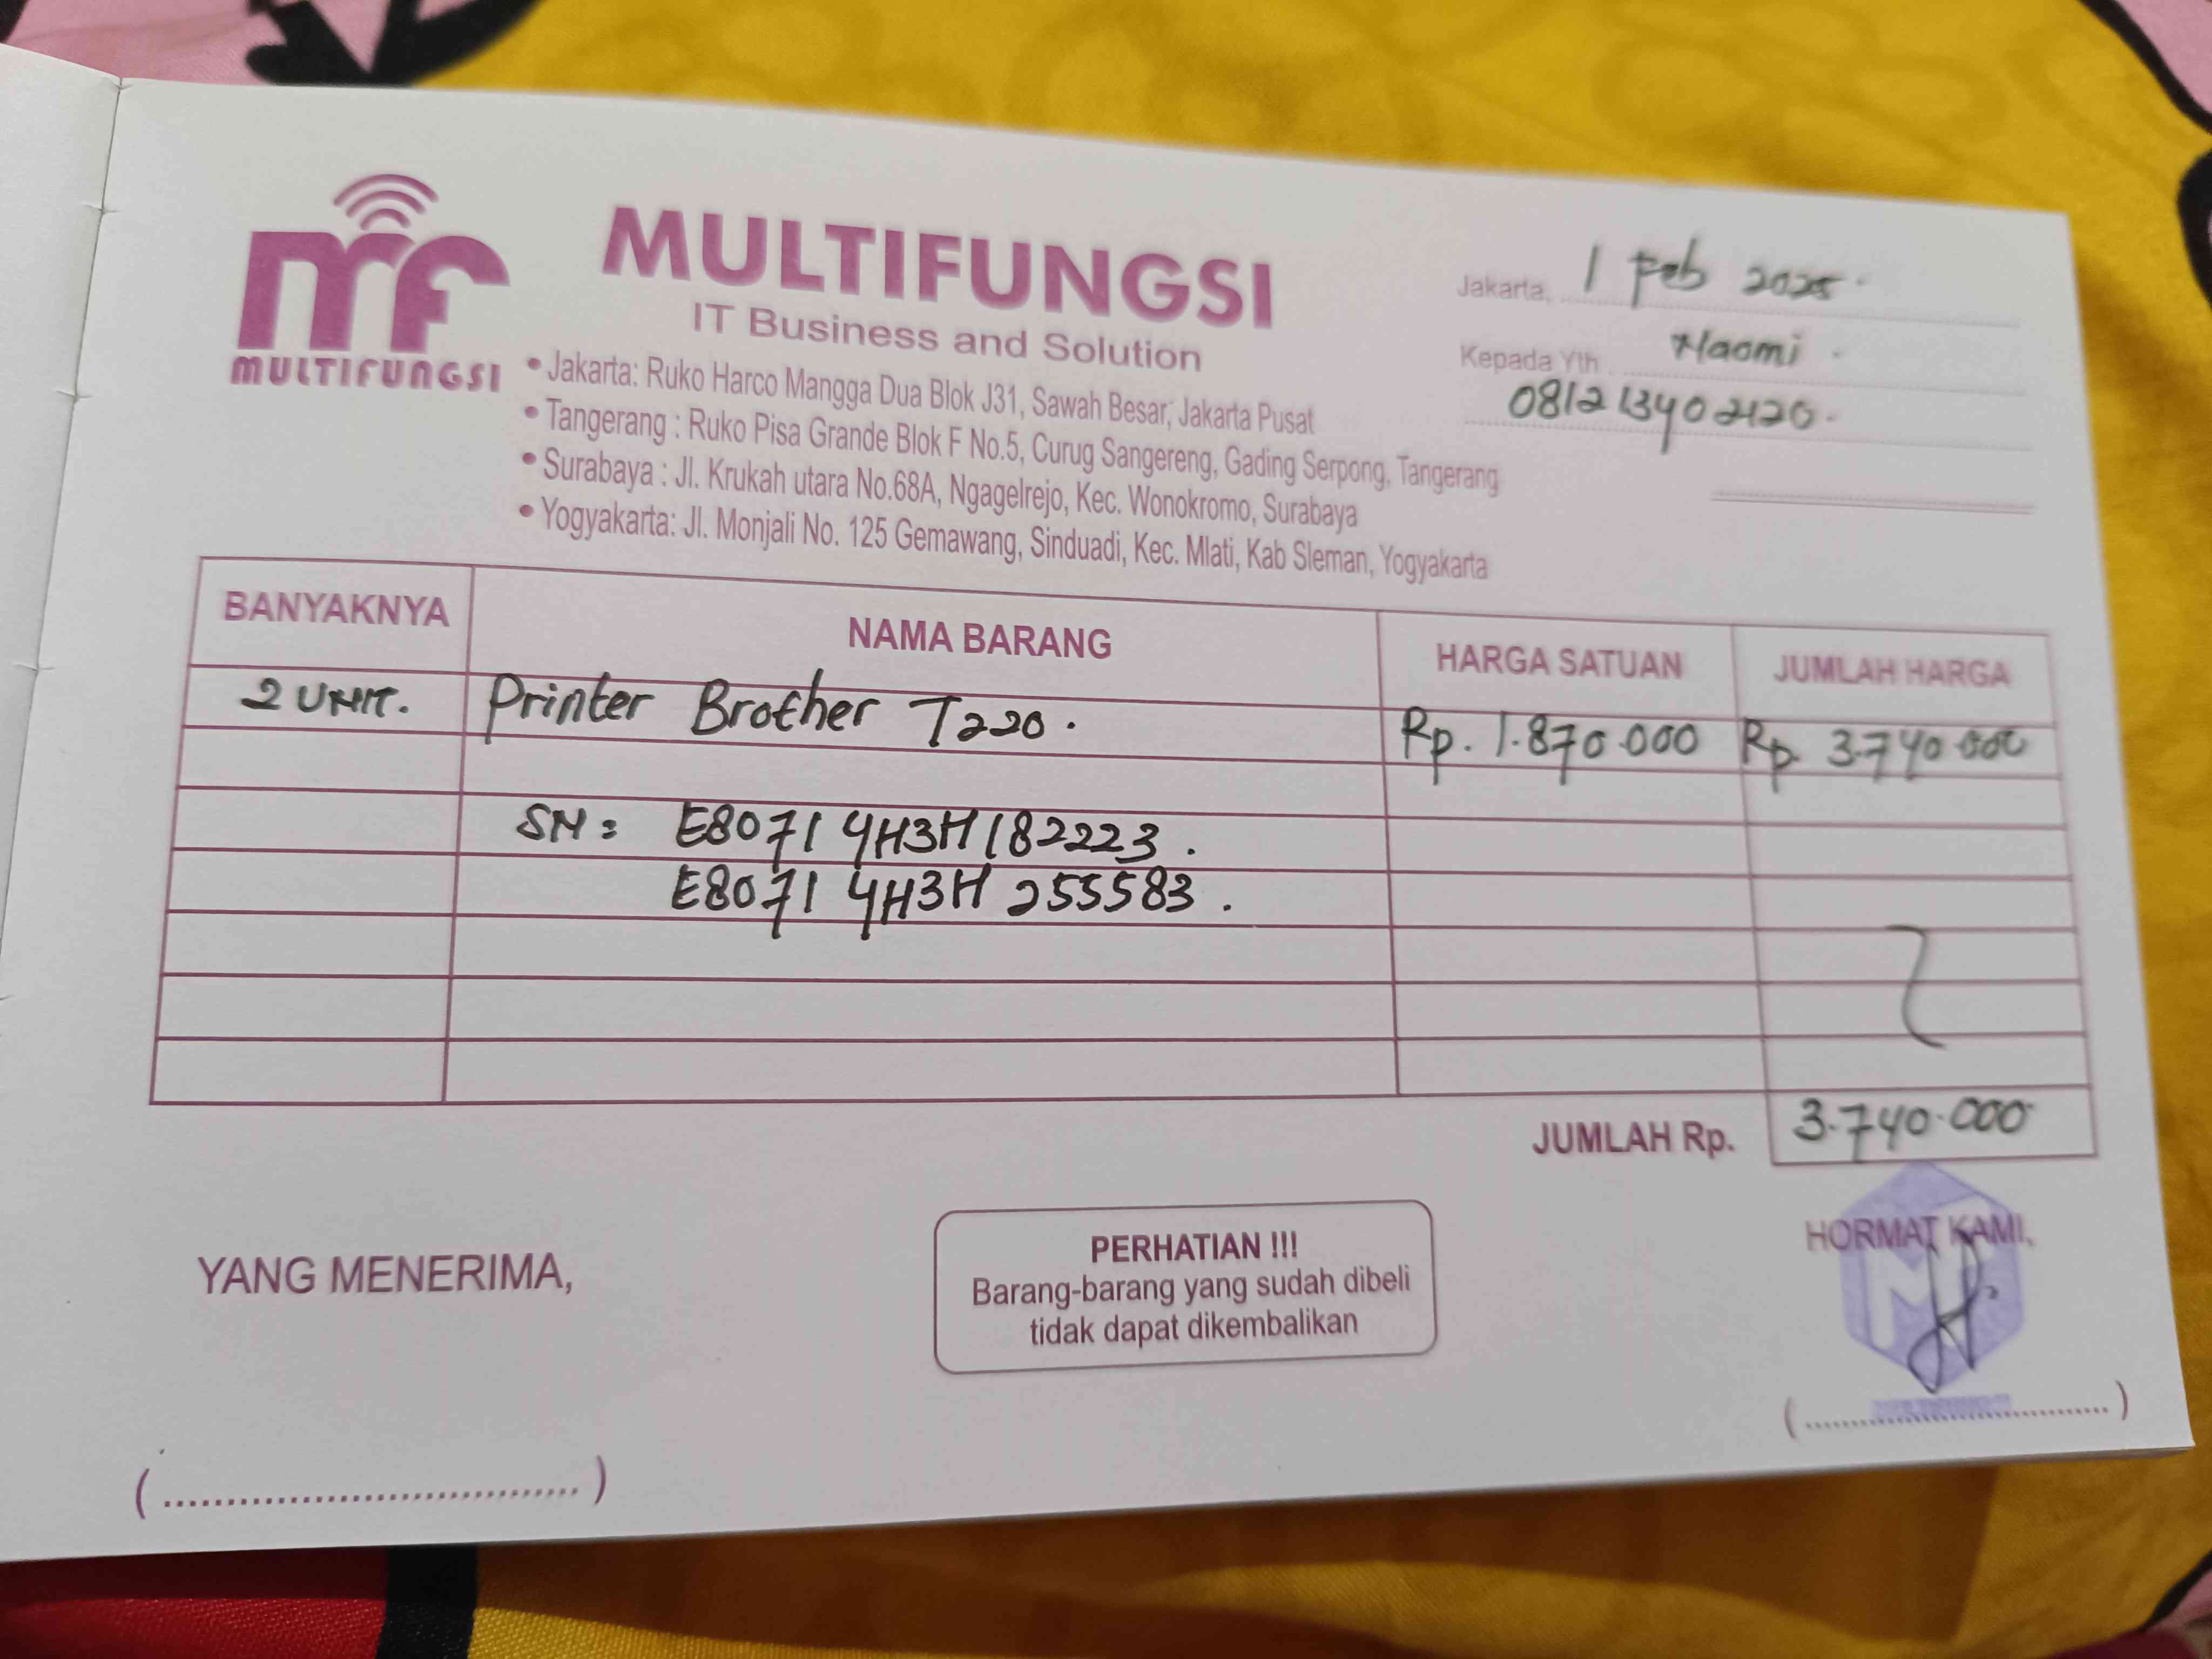 mf
MULTIFUNGSI
MULTIFUNGSI
IT Business and Solution
• Jakarta: Ruko Harco Mangga Dua Blok J31, Sawah Besar, Jakarta Pusat
• Tangerang : Ruko Pisa Grande Blok F No.5, Curug Sangereng, Gading Serpong, Tangerang
• Surabaya : Jl. Krukah utara No.68A, Ngagelrejo, Kec. Wonokromo, Surabaya
• Yogyakarta: Jl. Monjali No. 125 Gemawang, Sinduadi, Kec. Mlati, Kab Sleman, Yogyakarta
Jakarta, 1 Feb 2025.
Kepada Yth. Naomi.
081213402120.
BANYAKNYA NAMA BARANG HARGA SATUAN JUMLAH HARGA
2 UNIT. Printer Brother T220. Rp. 1.870.000 Rp. 3.740.000
SN: E80714H3H182223.
E80714H3H255583.
JUMLAH Rp. 3.740.000
YANG MENERIMA,
(....................................)
PERHATIAN !!!
Barang-barang yang sudah dibeli
tidak dapat dikembalikan
HORMAT KAMI,
(....................................)